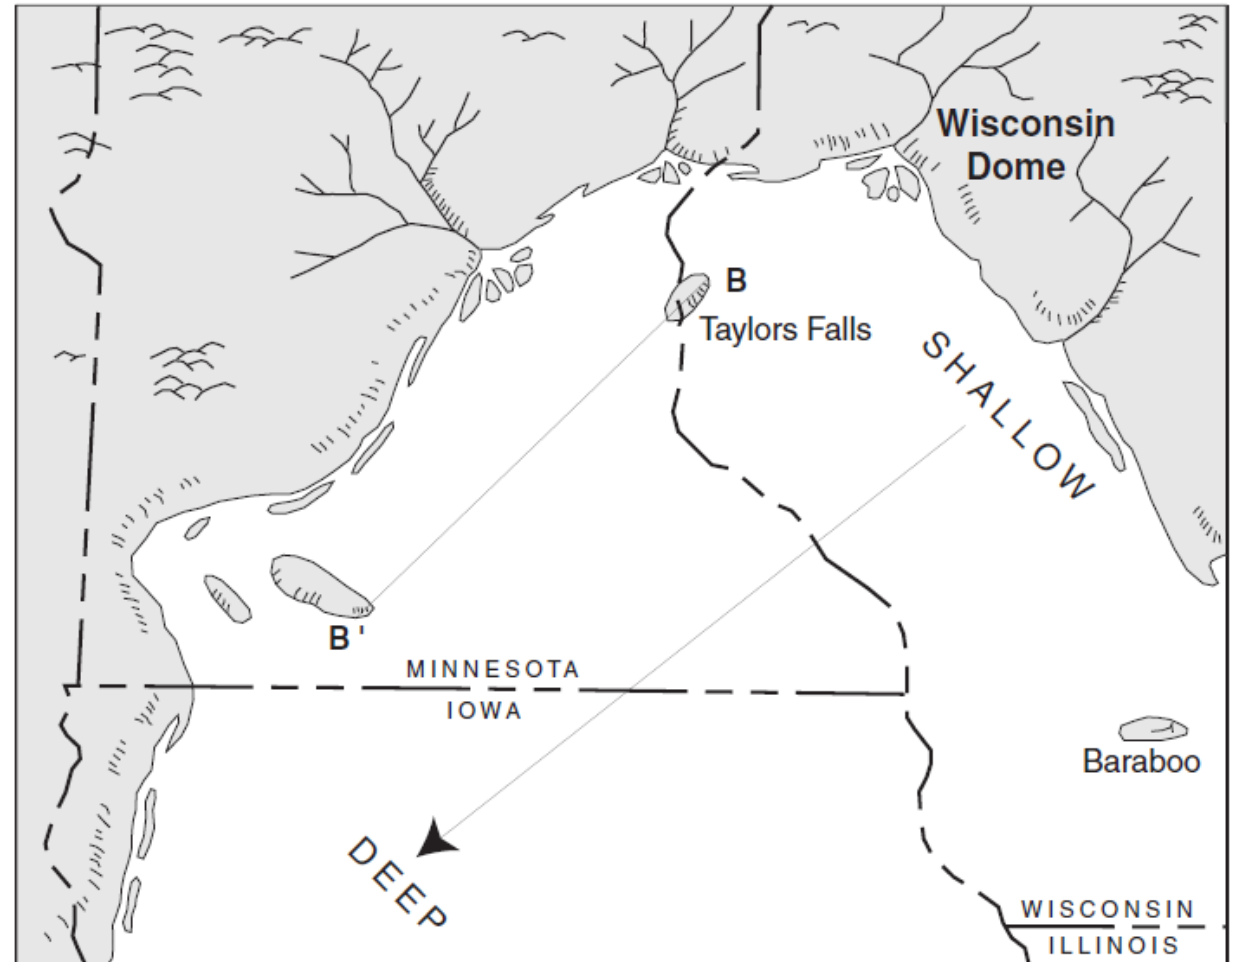 Wisconsin
Dome
B
Taylors Falls
SHALLOW
B'
MINNESOTA
IOWA
Baraboo
DEEP
WISCONSIN
ILLINOIS